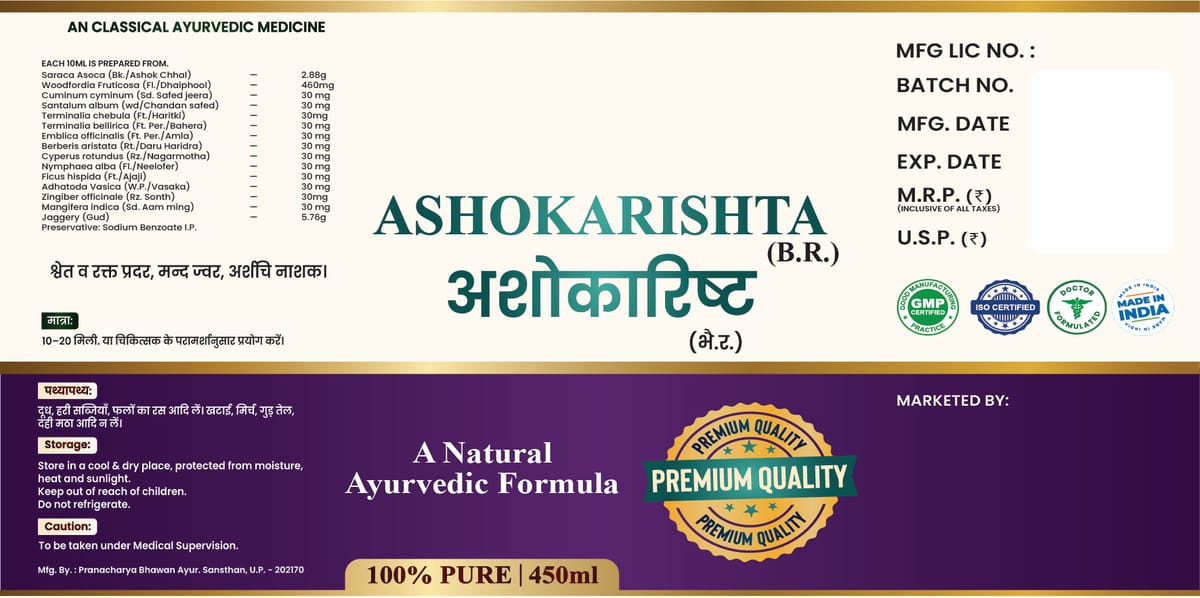 AN CLASSICAL AYURVEDIC MEDICINE
EACH 10ML IS PREPARED FROM.
Saraca Asoca (Bk./Ashok Chhal) – 2.88g
Woodfordia Fruticosa (Fl./Dhaiphool) – 460mg
Cuminum cyminum (Sd. Safed jeera) – 30 mg
Santalum album (wd/Chandan safed) – 30 mg
Terminalia chebula (Ft./Haritki) – 30mg
Terminalia bellirica (Ft. Per./Bahera) – 30 mg
Emblica officinalis (Ft. Per./Amla) – 30 mg
Berberis aristata (Rt./Daru Haridra) – 30 mg
Cyperus rotundus (Rz./Nagarmotha) – 30 mg
Nymphaea alba (Fl./Neelofer) – 30 mg
Ficus hispida (Ft./Ajaji) – 30 mg
Adhatoda Vasica (W.P./Vasaka) – 30 mg
Zingiber officinale (Rz. Sonth) – 30mg
Mangifera indica (Sd. Aam ming) – 30 mg
Jaggery (Gud) – 5.76g
Preservative: Sodium Benzoate I.P.
श्वेत व रक्त प्रदर, मन्द ज्वर, अर्शचि नाशक।
मात्रा:
10–20 मिली. या चिकित्सक के परामर्शानुसार प्रयोग करें।
पथ्यापथ्य:
दूध, हरी सब्जियाँ, फलों का रस आदि लें। खटाई, मिर्च, गुड़ तेल,
दही मठा आदि न लें।
Storage:
Store in a cool & dry place, protected from moisture,
heat and sunlight.
Keep out of reach of children.
Do not refrigerate.
Caution:
To be taken under Medical Supervision.
Mfg. By. : Pranacharya Bhawan Ayur. Sansthan, U.P. - 202170
ASHOKARISHTA
(B.R.)
अशोकारिष्ट
(भै.र.)
A Natural
Ayurvedic Formula
100% PURE | 450ml
PREMIUM QUALITY
PREMIUM QUALITY
PREMIUM QUALITY
MFG LIC NO. :
BATCH NO.
MFG. DATE
EXP. DATE
M.R.P. (₹)
(INCLUSIVE OF ALL TAXES)
U.S.P. (₹)
GOOD MANUFACTURING
GMP
CERTIFIED
PRACTICE
ISO CERTIFIED
DOCTOR
FORMULATED
MADE IN INDIA
MADE IN
INDIA
MADE IN INDIA
MARKETED BY: